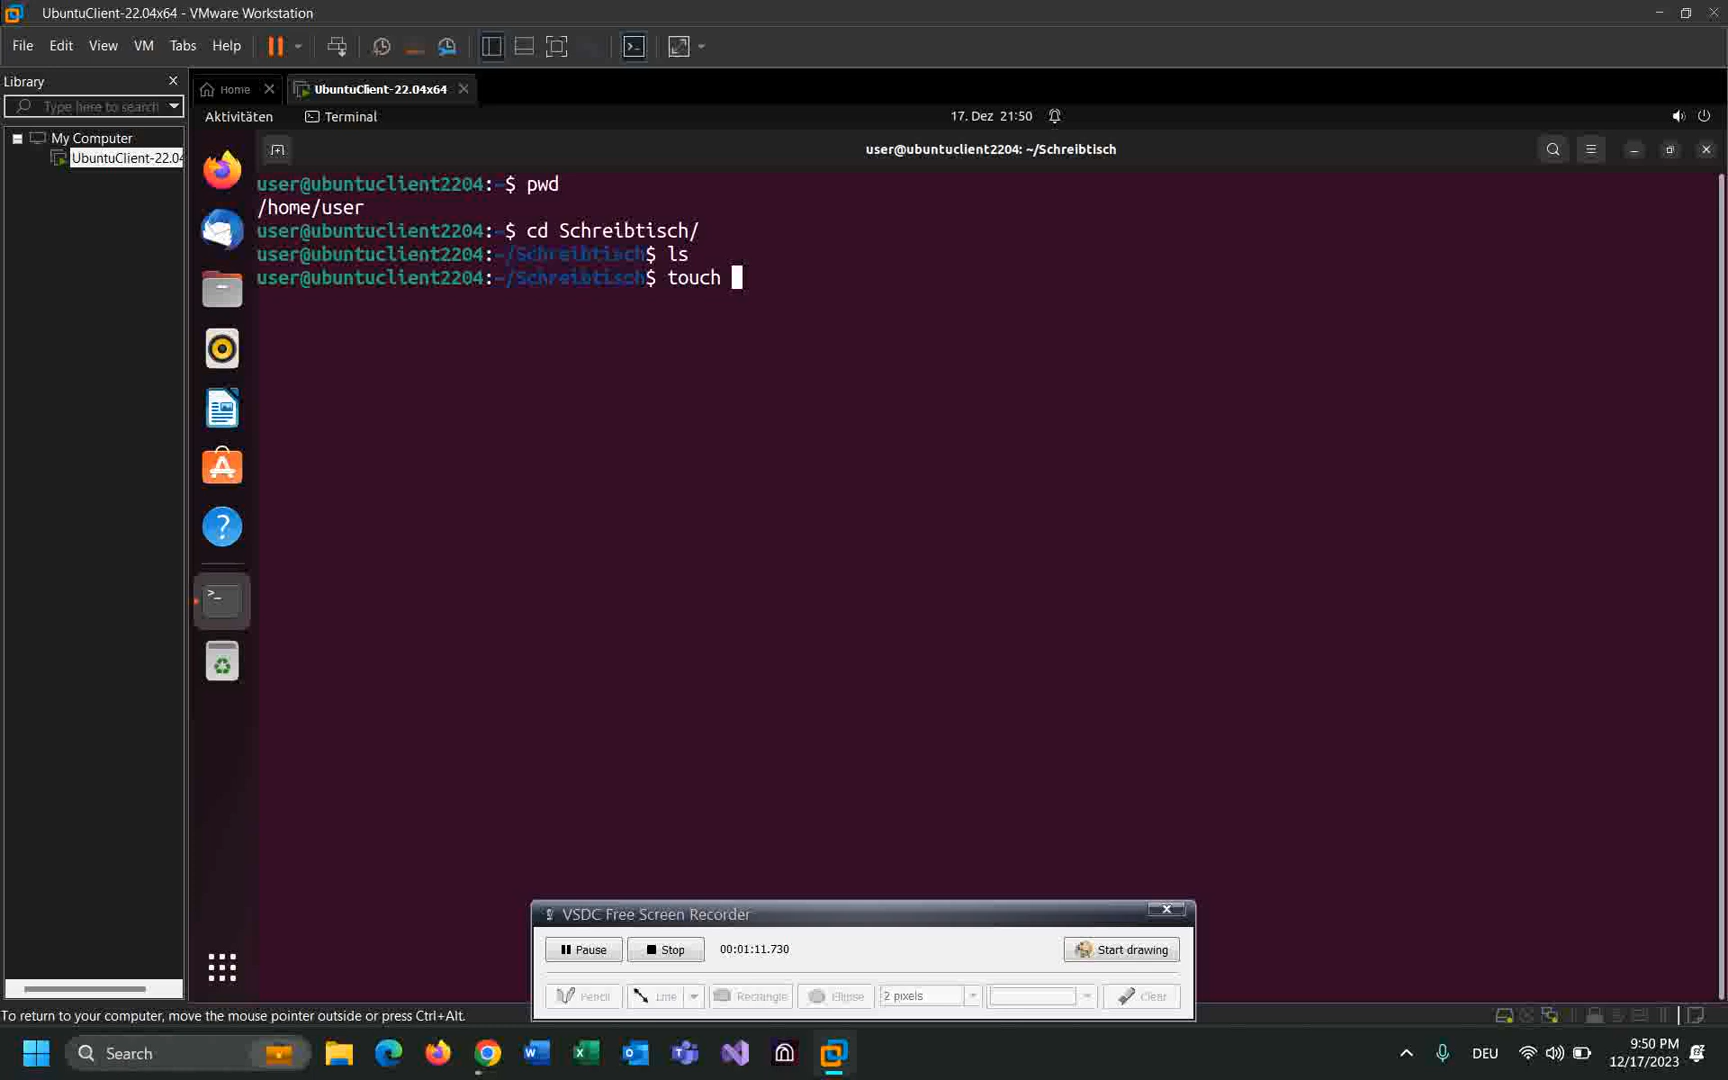 UbuntuClient-22.04x64 - VMware Workstation
File Edit View VM Tabs Help
Library
Type here to search
My Computer
UbuntuClient-22.04
Home
UbuntuClient-22.04x64
Aktivitäten
Terminal
17. Dez 21:50
user@ubuntuclient2204: ~/Schreibtisch
user@ubuntuclient2204:~$ pwd
/home/user
user@ubuntuclient2204:~$ cd Schreibtisch/
user@ubuntuclient2204:~/Schreibtisch$ ls
user@ubuntuclient2204:~/Schreibtisch$ touch
VSDC Free Screen Recorder
Pause
Stop
00:01:11.730
Start drawing
Pencil
Line
Rectangle
Ellipse
2 pixels
Clear
To return to your computer, move the mouse pointer outside or press Ctrl+Alt.
Search
DEU
9:50 PM
12/17/2023